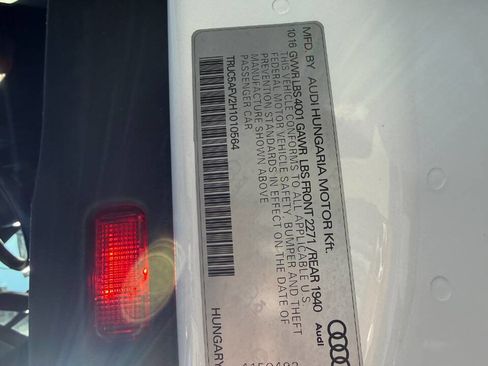 MFD. BY AUDI HUNGARIA MOTOR Kft.
1016 GVWR LBS 4001 GAWR LBS FRONT 2271 / REAR 1940
THIS VEHICLE CONFORMS TO ALL APPLICABLE U.S.
FEDERAL MOTOR VEHICLE SAFETY, BUMPER AND THEFT
PREVENTION STANDARDS IN EFFECT ON THE DATE OF
MANUFACTURE SHOWN ABOVE
PASSENGER CAR
TRUC5AFV2H1010564
Audi
HUNGARY